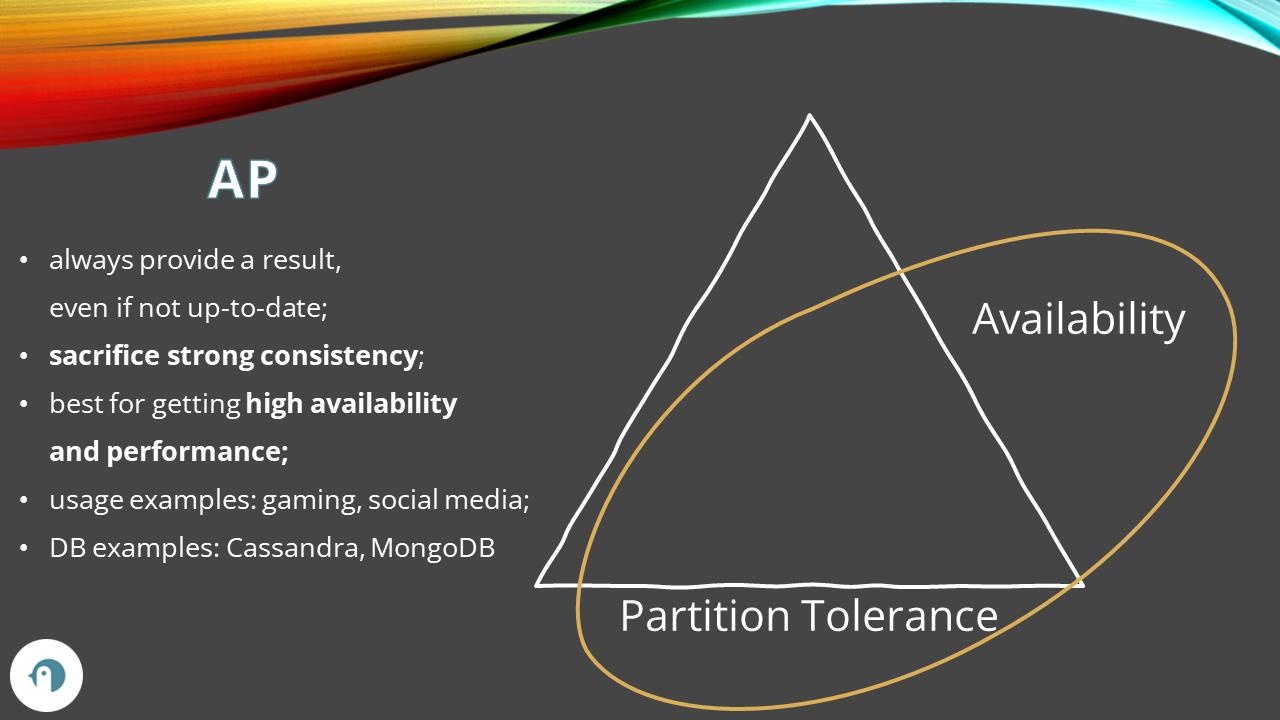 AP
• always provide a result,
even if not up-to-date;
• sacrifice strong consistency;
• best for getting high availability
and performance;
• usage examples: gaming, social media;
• DB examples: Cassandra, MongoDB
Availability
Partition Tolerance